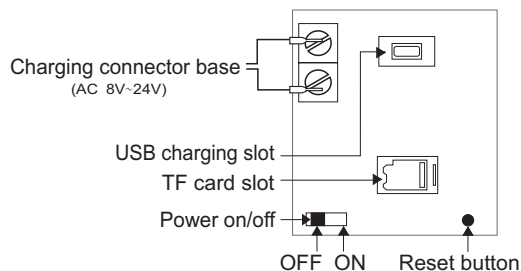 Charging connector base
(AC 8V~24V)
USB charging slot
TF card slot
Power on/off
OFF ON Reset button